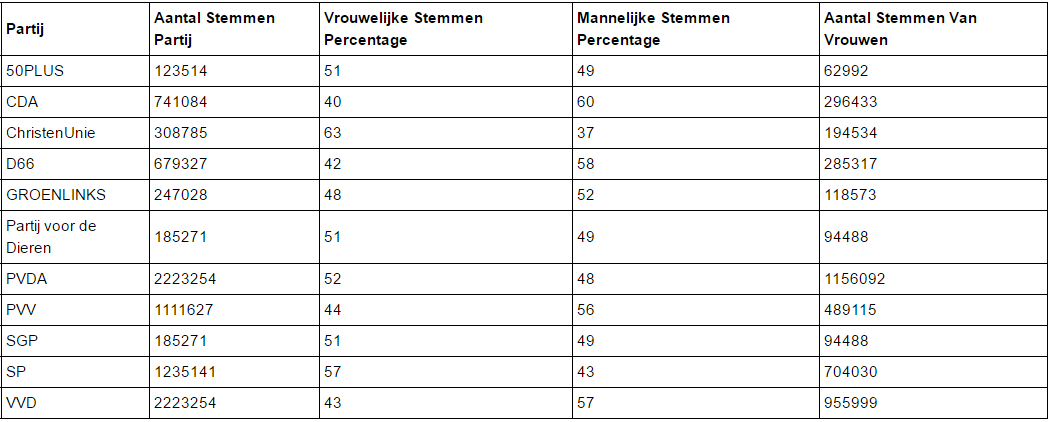 Partij Aantal Stemmen Partij Vrouwelijke Stemmen Percentage Mannelijke Stemmen Percentage Aantal Stemmen Van Vrouwen
50PLUS 123514 51 49 62992
CDA 741084 40 60 296433
ChristenUnie 308785 63 37 194534
D66 679327 42 58 285317
GROENLINKS 247028 48 52 118573
Partij voor de Dieren 185271 51 49 94488
PVDA 2223254 52 48 1156092
PVV 1111627 44 56 489115
SGP 185271 51 49 94488
SP 1235141 57 43 704030
VVD 2223254 43 57 955999